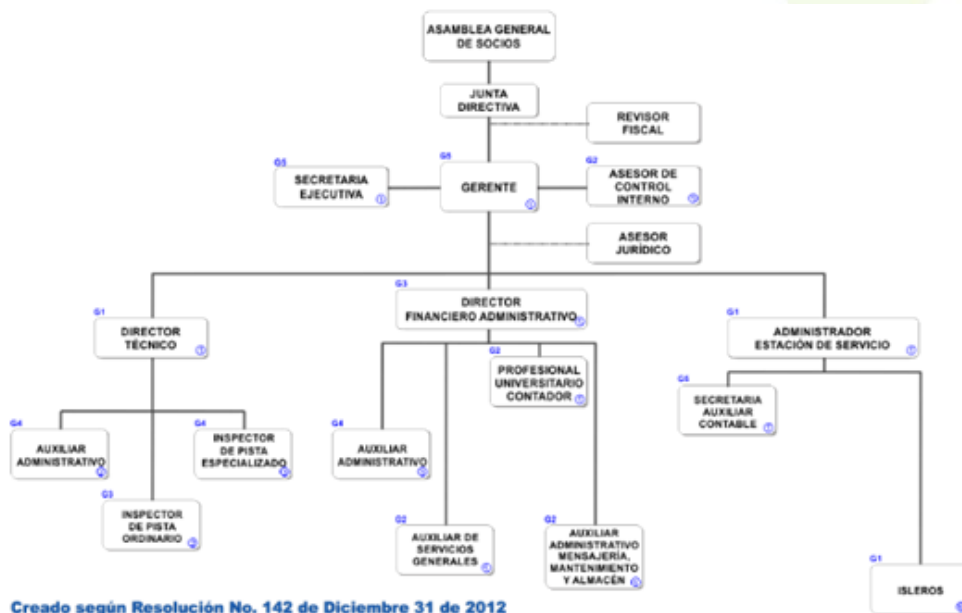 ASAMBLEA GENERAL
DE SOCIOS
JUNTA
DIRECTIVA
REVISOR
FISCAL
G5
SECRETARIA
EJECUTIVA
G5
GERENTE
G2
ASESOR DE
CONTROL
INTERNO
ASESOR
JURÍDICO
G1
DIRECTOR
TÉCNICO
G3
DIRECTOR
FINANCIERO ADMINISTRATIVO
G1
ADMINISTRADOR
ESTACIÓN DE SERVICIO
G2
PROFESIONAL
UNIVERSITARIO
CONTADOR
SECRETARIA
AUXILIAR
CONTABLE
G4
AUXILIAR
ADMINISTRATIVO
G4
INSPECTOR
DE PISTA
ESPECIALIZADO
G4
AUXILIAR
ADMINISTRATIVO
G3
INSPECTOR
DE PISTA
ORDINARIO
G2
AUXILIAR DE
SERVICIOS
GENERALES
G2
AUXILIAR
ADMINISTRATIVO
MENSAJERÍA,
MANTENIMIENTO
Y ALMACÉN
G1
ISLEROS
Creado según Resolución No. 142 de Diciembre 31 de 2012